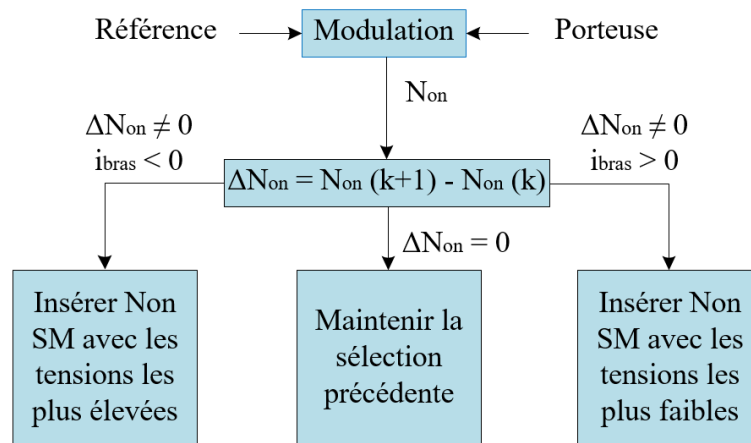 Référence
Modulation
Porteuse
Non
ΔNon ≠ 0
ibras < 0
ΔNon ≠ 0
ibras > 0
ΔNon = Non (k+1) - Non (k)
ΔNon = 0
Insérer Non
SM avec les
tensions les
plus élevées
Maintenir la
sélection
précédente
Insérer Non
SM avec les
tensions les
plus faibles